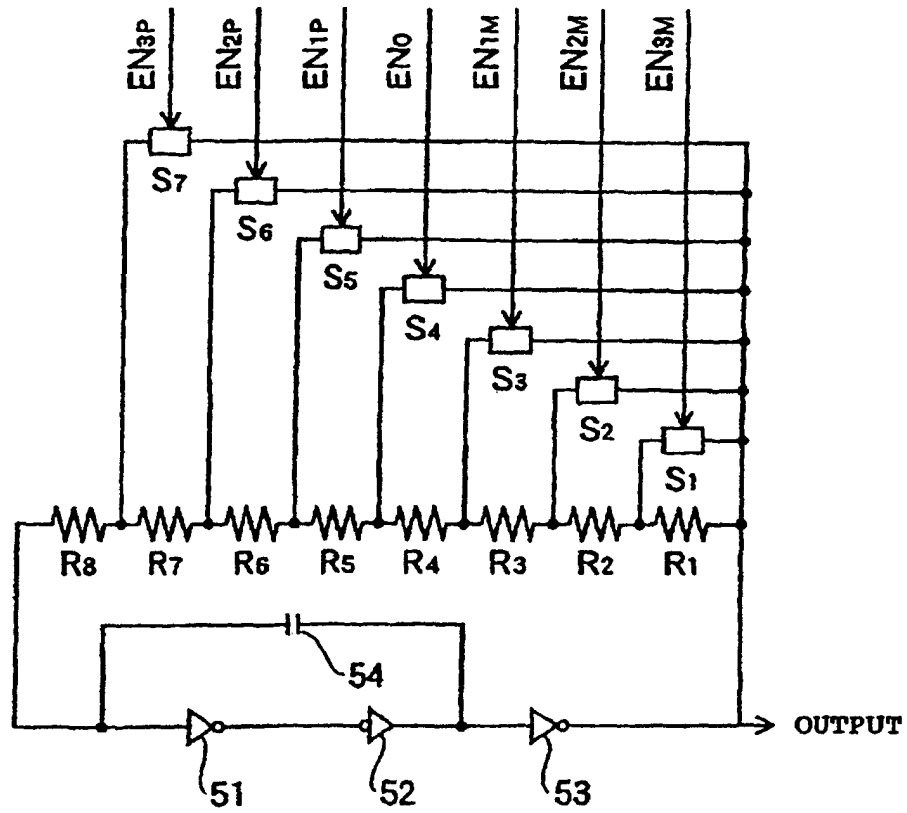 EN3P
EN2P
EN1P
EN0
EN1M
EN2M
EN3M
S7
S6
S5
S4
S3
S2
S1
R8 R7 R6 R5 R4 R3 R2 R1
54
OUTPUT
51 52 53